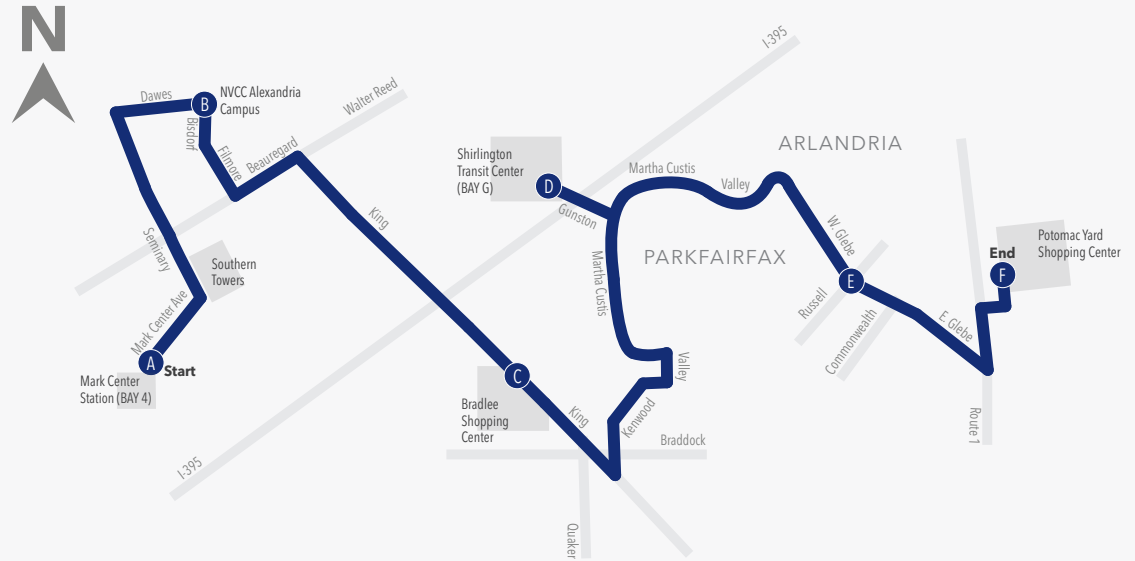 N
I-395
Dawes
B
NVCC Alexandria
Campus
Bisdorf
Filmore
Beauregard
Walter Reed
King
Seminary
Southern
Towers
Mark Center Ave
A
Start
Mark Center
Station (BAY 4)
I-395
Shirlington
Transit Center
(BAY G)
D
Gunston
Martha Custis
Valley
ARLANDRIA
PARKFAIRFAX
Martha Custis
W. Glebe
Russell
E
Commonwealth
E. Glebe
End
F
Potomac Yard
Shopping Center
Route 1
C
Bradlee
Shopping
Center
King
Valley
Kenwood
Braddock
Quaker